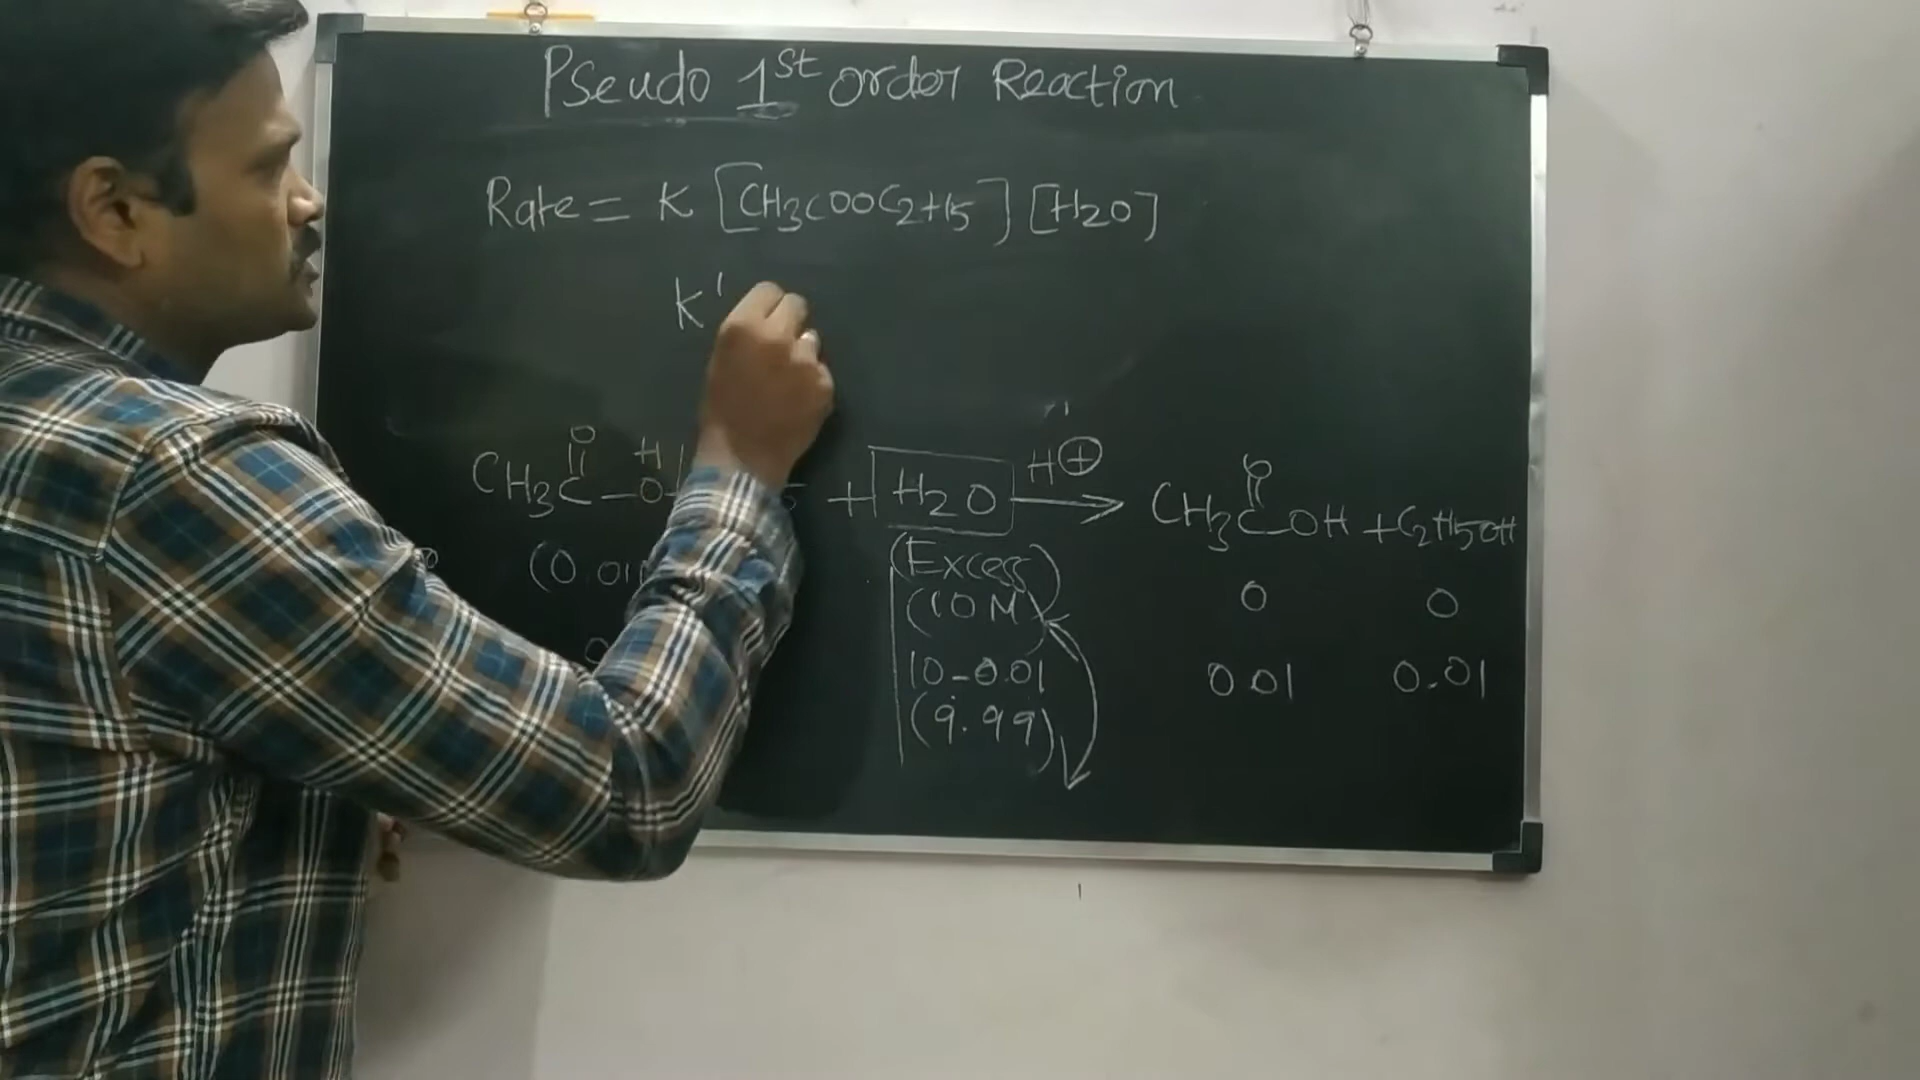 Pseudo 1st order Reaction
Rate = K [CH3COOC2H5] [H2O]
K'
O H O
CH3C-O + H2O H⊕ → CH3C OH + C2H5OH
(0.01 (Excess)
(10M) 0 0
10-0.01 0.01 0.01
(9.99)